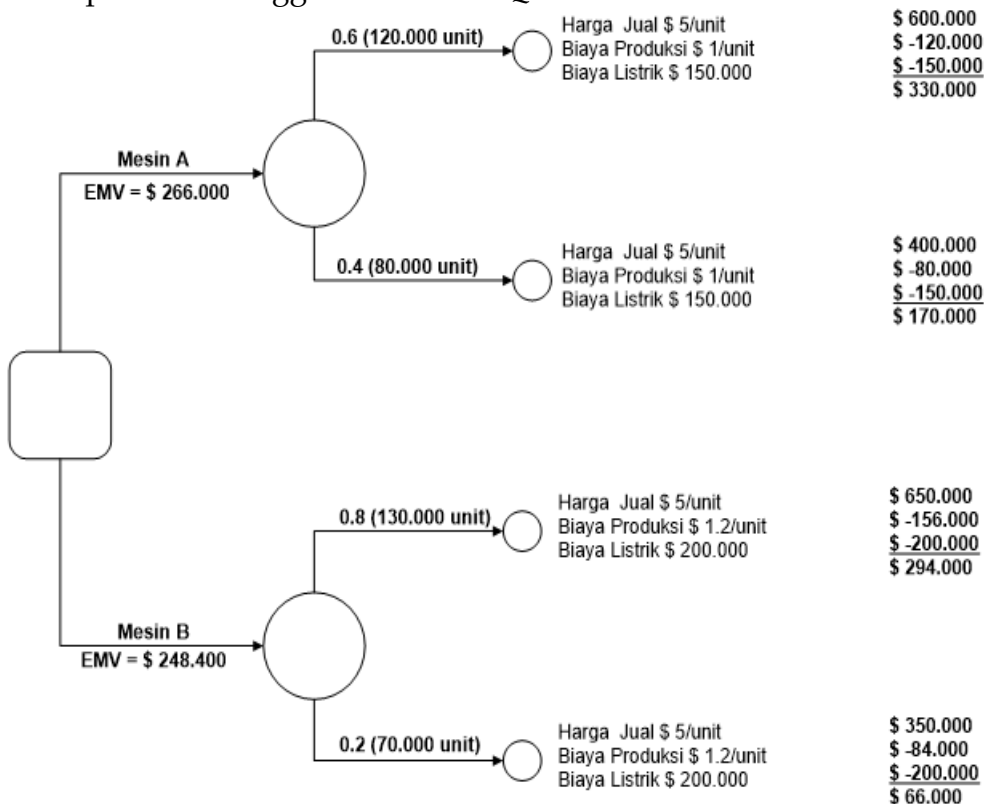 0.6 (120.000 unit)
Harga Jual $ 5/unit
Biaya Produksi $ 1/unit
Biaya Listrik $ 150.000
$ 600.000
$ -120.000
$ -150.000
$ 330.000
Mesin A
EMV = $ 266.000
0.4 (80.000 unit)
Harga Jual $ 5/unit
Biaya Produksi $ 1/unit
Biaya Listrik $ 150.000
$ 400.000
$ -80.000
$ -150.000
$ 170.000
0.8 (130.000 unit)
Harga Jual $ 5/unit
Biaya Produksi $ 1.2/unit
Biaya Listrik $ 200.000
$ 650.000
$ -156.000
$ -200.000
$ 294.000
Mesin B
EMV = $ 248.400
0.2 (70.000 unit)
Harga Jual $ 5/unit
Biaya Produksi $ 1.2/unit
Biaya Listrik $ 200.000
$ 350.000
$ -84.000
$ -200.000
$ 66.000